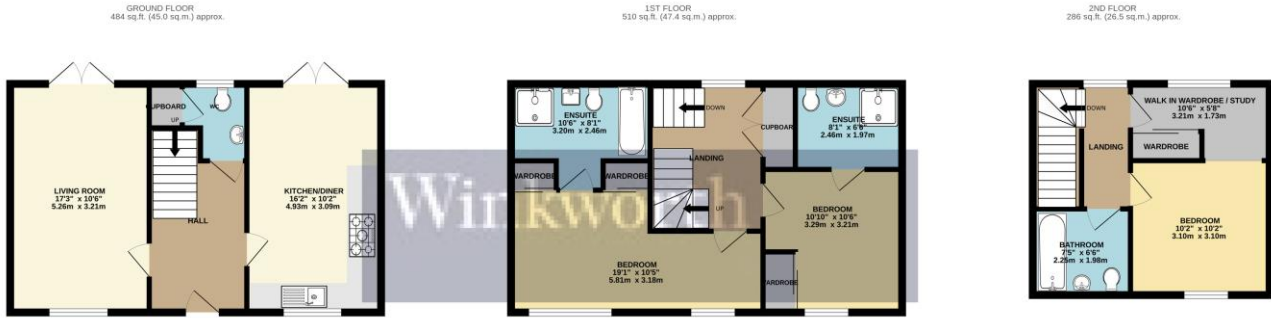 GROUND FLOOR
484 sq.ft. (45.0 sq.m.) approx.
1ST FLOOR
510 sq.ft. (47.4 sq.m.) approx.
2ND FLOOR
286 sq.ft. (26.5 sq.m.) approx.
CUPBOARD
WC
UP
LIVING ROOM
17'3" x 10'6"
5.26m x 3.21m
HALL
KITCHEN/DINER
16'2" x 10'2"
4.93m x 3.09m
ENSUITE
10'6" x 8'1"
3.20m x 2.46m
DOWN
CUPBOARD
ENSUITE
8'1" x 6'6"
2.46m x 1.97m
WARDROBE
WARDROBE
LANDING
UP
BEDROOM
19'1" x 10'5"
5.81m x 3.18m
BEDROOM
10'10" x 10'6"
3.29m x 3.21m
WARDROBE
Winkworth
DOWN
WALK IN WARDROBE / STUDY
10'6" x 5'8"
3.21m x 1.73m
LANDING
WARDROBE
BATHROOM
7'5" x 6'6"
2.25m x 1.98m
BEDROOM
10'2" x 10'2"
3.10m x 3.10m